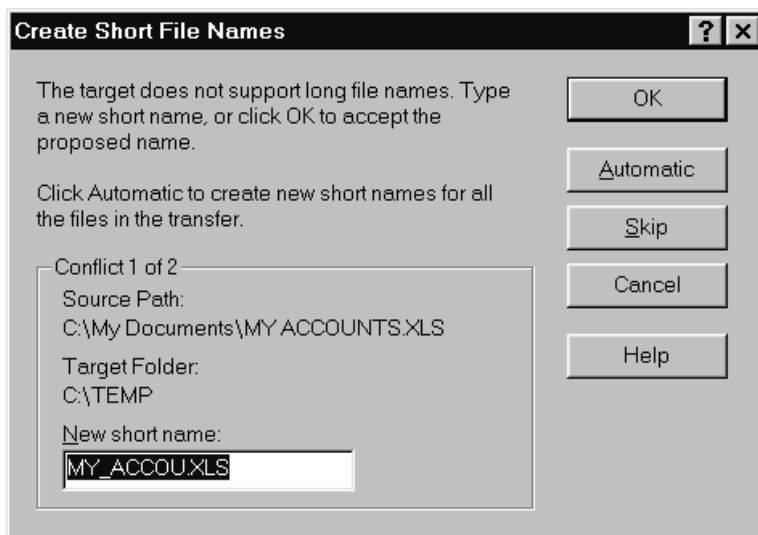 Create Short File Names
The target does not support long file names. Type
a new short name, or click OK to accept the
proposed name.
Click Automatic to create new short names for all
the files in the transfer.
Conflict 1 of 2
Source Path:
C:\My Documents\MY ACCOUNTS.XLS
Target Folder:
C:\TEMP
New short name:
MY_ACCOU.XLS
OK
Automatic
Skip
Cancel
Help